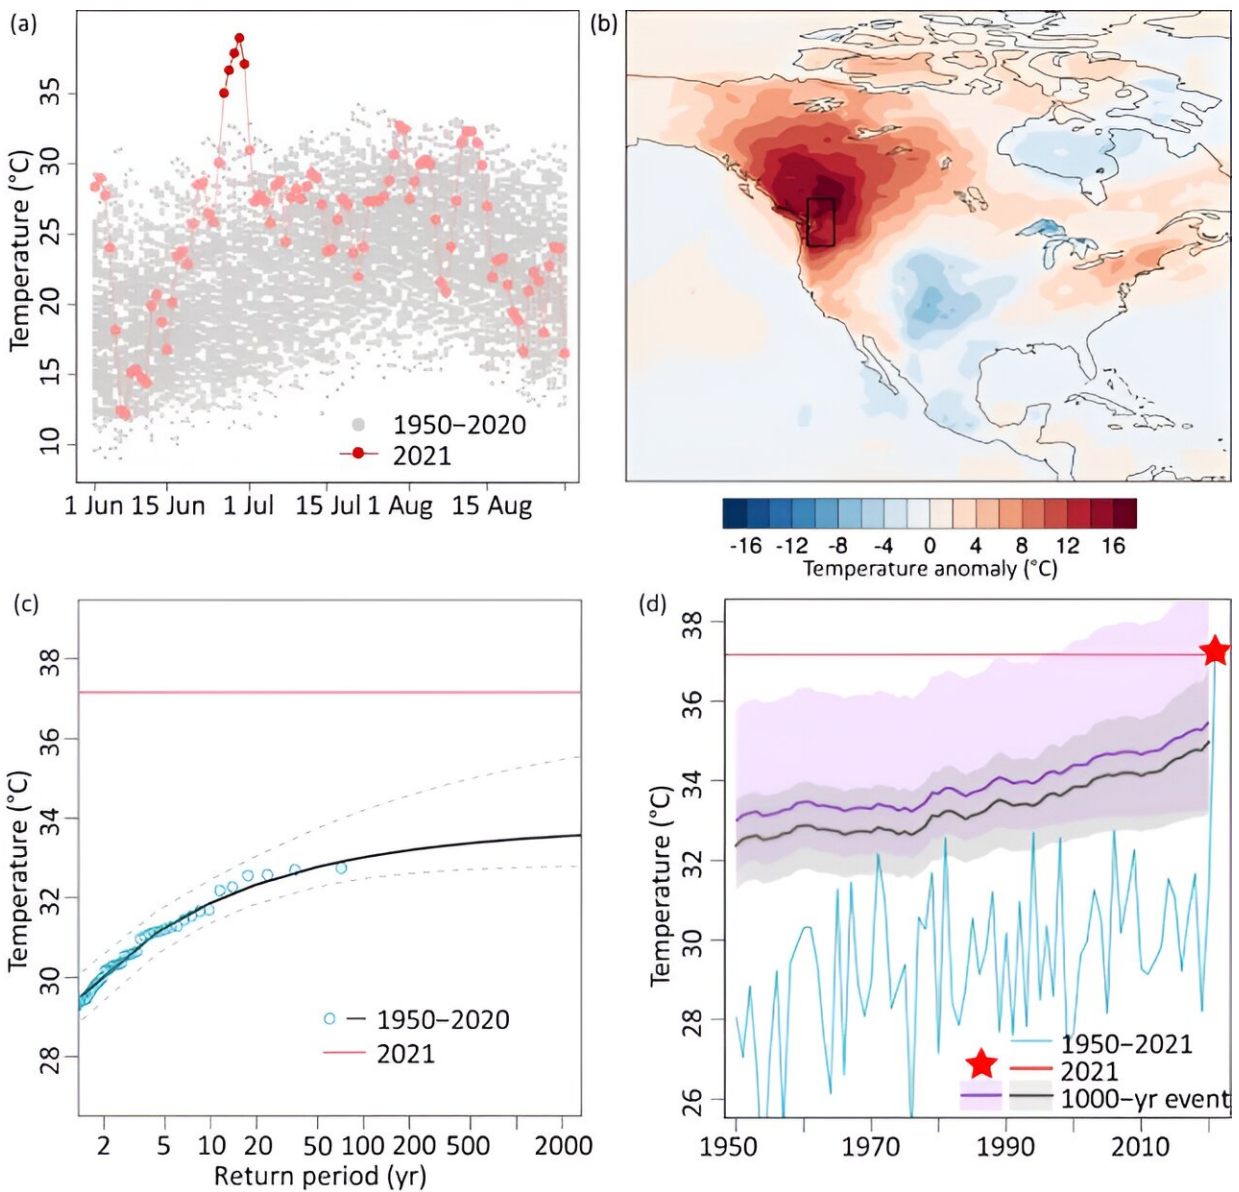 (a)
Temperature (°C)
35
30
25
20
15
10
1950–2020
2021
1 Jun 15 Jun 1 Jul 15 Jul 1 Aug 15 Aug
(b)
-16 -12 -8 -4 0 4 8 12 16
Temperature anomaly (°C)
(c)
Temperature (°C)
38
36
34
32
30
28
1950–2020
2021
2 5 10 20 50 100 200 500 2000
Return period (yr)
(d)
Temperature (°C)
38
36
34
32
30
28
26
1950–2021
2021
1000–yr event
1950 1970 1990 2010